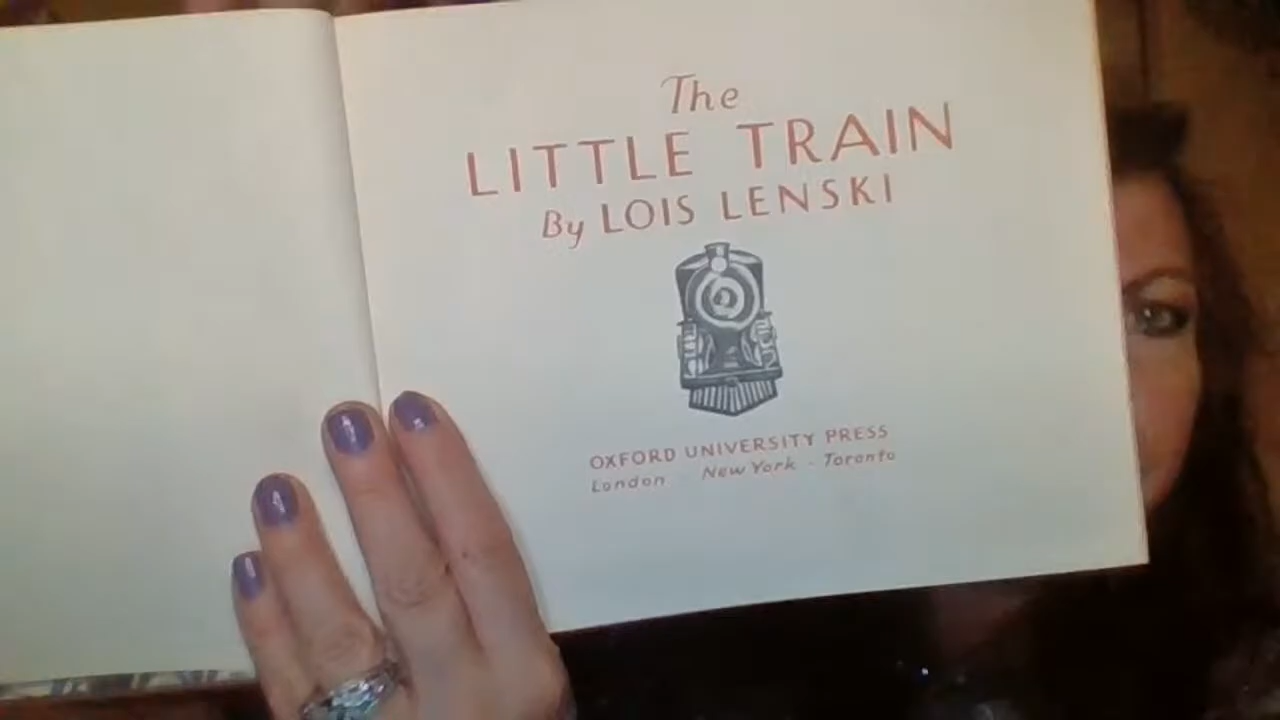 The
LITTLE TRAIN
By LOIS LENSKI
OXFORD UNIVERSITY PRESS
London New York · Toronto